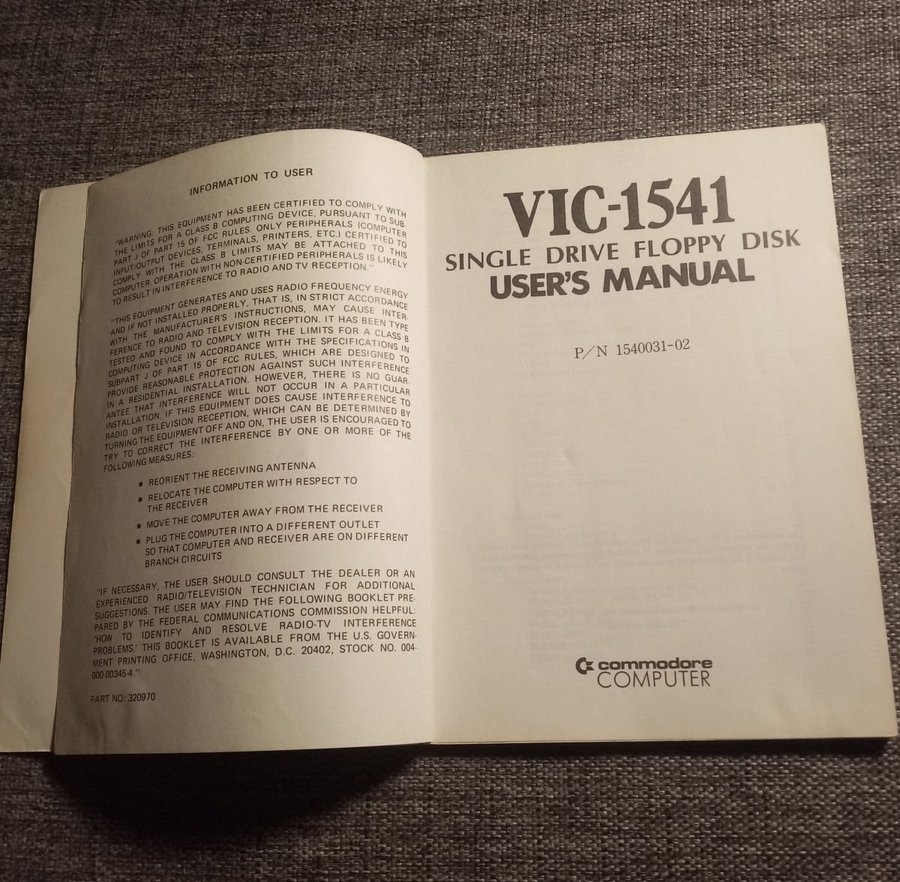 INFORMATION TO USER
"WARNING: THIS EQUIPMENT HAS BEEN CERTIFIED TO COMPLY WITH
THE LIMITS FOR A CLASS B COMPUTING DEVICE, PURSUANT TO SUB-
PART J OF PART 15 OF FCC RULES. ONLY PERIPHERALS (COMPUTER
INPUT/OUTPUT DEVICES, TERMINALS, PRINTERS, ETC.) CERTIFIED TO
COMPLY WITH THE CLASS B LIMITS MAY BE ATTACHED TO THIS
COMPUTER. OPERATION WITH NON-CERTIFIED PERIPHERALS IS LIKELY
TO RESULT IN INTERFERENCE TO RADIO AND TV RECEPTION."
"THIS EQUIPMENT GENERATES AND USES RADIO FREQUENCY ENERGY
AND IF NOT INSTALLED PROPERLY, THAT IS, IN STRICT ACCORDANCE
WITH THE MANUFACTURER'S INSTRUCTIONS, MAY CAUSE INTER-
FERENCE TO RADIO AND TELEVISION RECEPTION. IT HAS BEEN TYPE
TESTED AND FOUND TO COMPLY WITH THE LIMITS FOR A CLASS B
COMPUTING DEVICE IN ACCORDANCE WITH THE SPECIFICATIONS IN
SUBPART J OF PART 15 OF FCC RULES, WHICH ARE DESIGNED TO
PROVIDE REASONABLE PROTECTION AGAINST SUCH INTERFERENCE
IN A RESIDENTIAL INSTALLATION. HOWEVER, THERE IS NO GUAR-
ANTEE THAT INTERFERENCE WILL NOT OCCUR IN A PARTICULAR
INSTALLATION. IF THIS EQUIPMENT DOES CAUSE INTERFERENCE TO
RADIO OR TELEVISION RECEPTION, WHICH CAN BE DETERMINED BY
TURNING THE EQUIPMENT OFF AND ON, THE USER IS ENCOURAGED TO
TRY TO CORRECT THE INTERFERENCE BY ONE OR MORE OF THE
FOLLOWING MEASURES:
• REORIENT THE RECEIVING ANTENNA
• RELOCATE THE COMPUTER WITH RESPECT TO
THE RECEIVER
• MOVE THE COMPUTER AWAY FROM THE RECEIVER
• PLUG THE COMPUTER INTO A DIFFERENT OUTLET
SO THAT COMPUTER AND RECEIVER ARE ON DIFFERENT
BRANCH CIRCUITS
"IF NECESSARY, THE USER SHOULD CONSULT THE DEALER OR AN
EXPERIENCED RADIO/TELEVISION TECHNICIAN FOR ADDITIONAL
SUGGESTIONS. THE USER MAY FIND THE FOLLOWING BOOKLET PRE-
PARED BY THE FEDERAL COMMUNICATIONS COMMISSION HELPFUL:
'HOW TO IDENTIFY AND RESOLVE RADIO-TV INTERFERENCE
PROBLEMS.' THIS BOOKLET IS AVAILABLE FROM THE U.S. GOVERN-
MENT PRINTING OFFICE, WASHINGTON, D.C. 20402, STOCK NO. 004-
000-00345-4."
PART NO: 320970
VIC-1541
SINGLE DRIVE FLOPPY DISK
USER'S MANUAL
P/N 1540031-02
commodore
COMPUTER